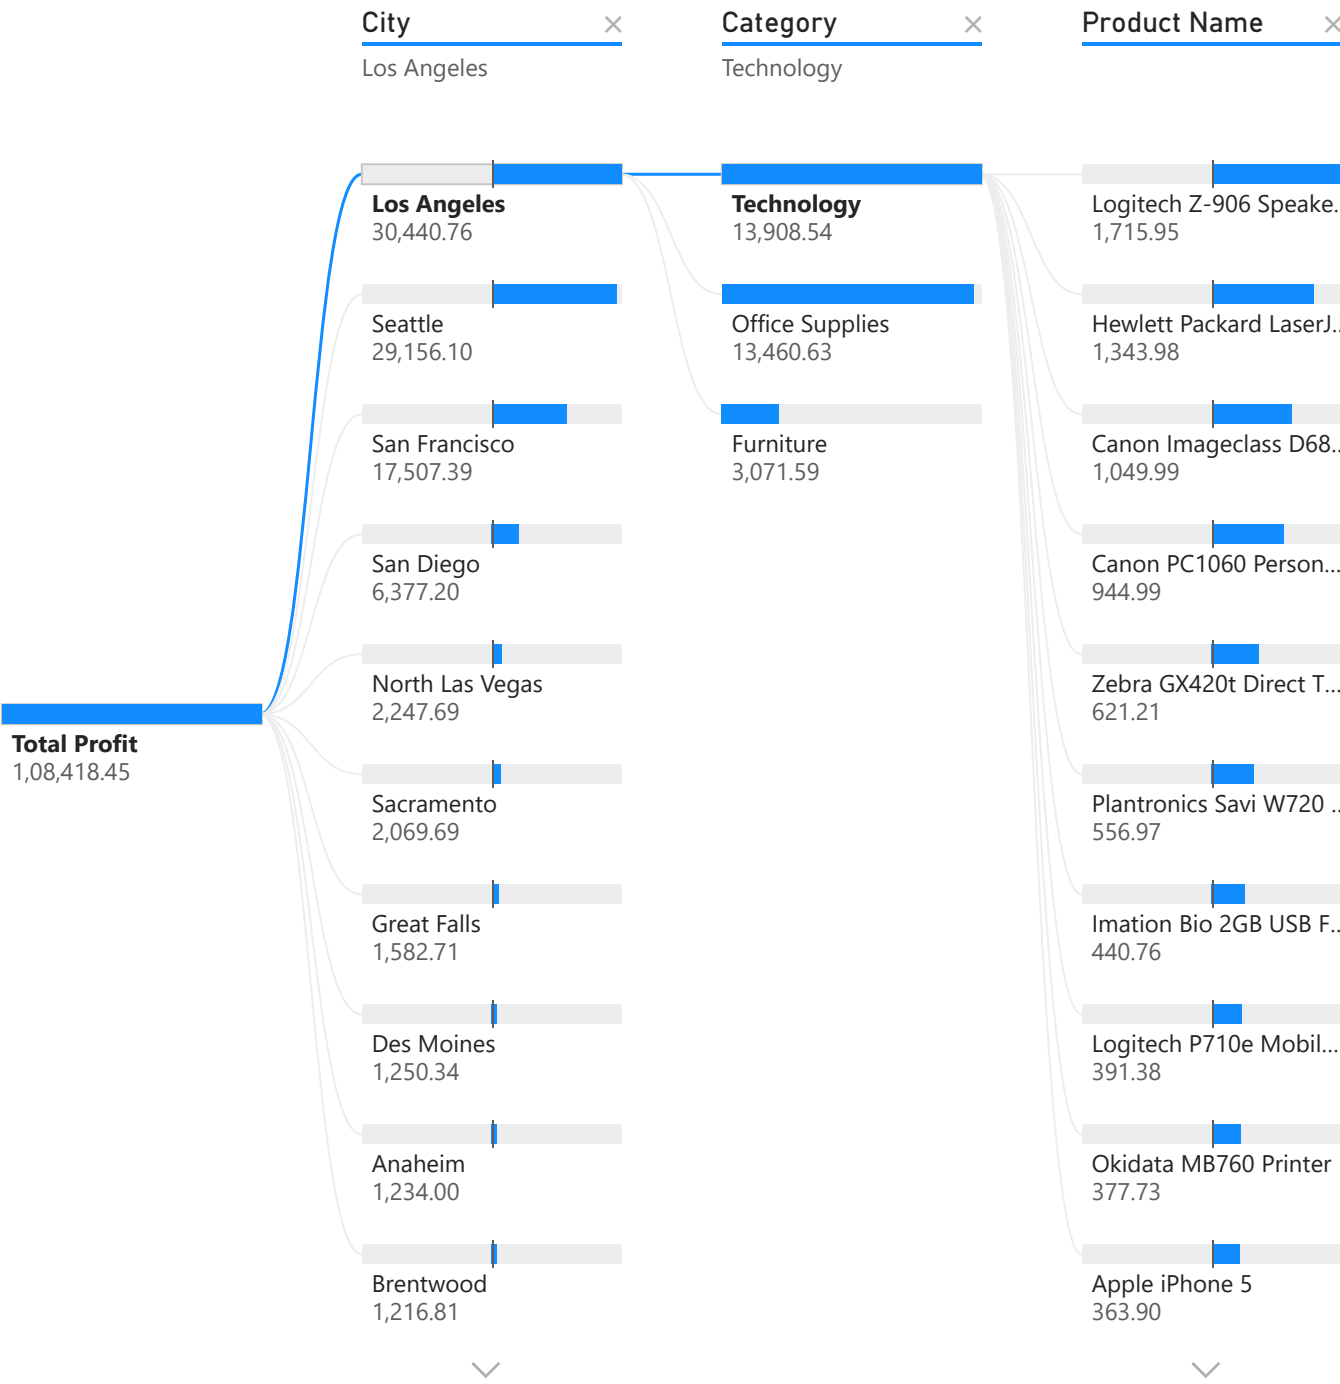 City
Los Angeles
Category
Technology
Product Name
Total Profit
1,08,418.45
Los Angeles
30,440.76
Seattle
29,156.10
San Francisco
17,507.39
San Diego
6,377.20
North Las Vegas
2,247.69
Sacramento
2,069.69
Great Falls
1,582.71
Des Moines
1,250.34
Anaheim
1,234.00
Brentwood
1,216.81
Technology
13,908.54
Office Supplies
13,460.63
Furniture
3,071.59
Logitech Z-906 Speake..
1,715.95
Hewlett Packard LaserJ..
1,343.98
Canon Imageclass D68..
1,049.99
Canon PC1060 Person...
944.99
Zebra GX420t Direct T...
621.21
Plantronics Savi W720 ..
556.97
Imation Bio 2GB USB F..
440.76
Logitech P710e Mobil...
391.38
Okidata MB760 Printer
377.73
Apple iPhone 5
363.90